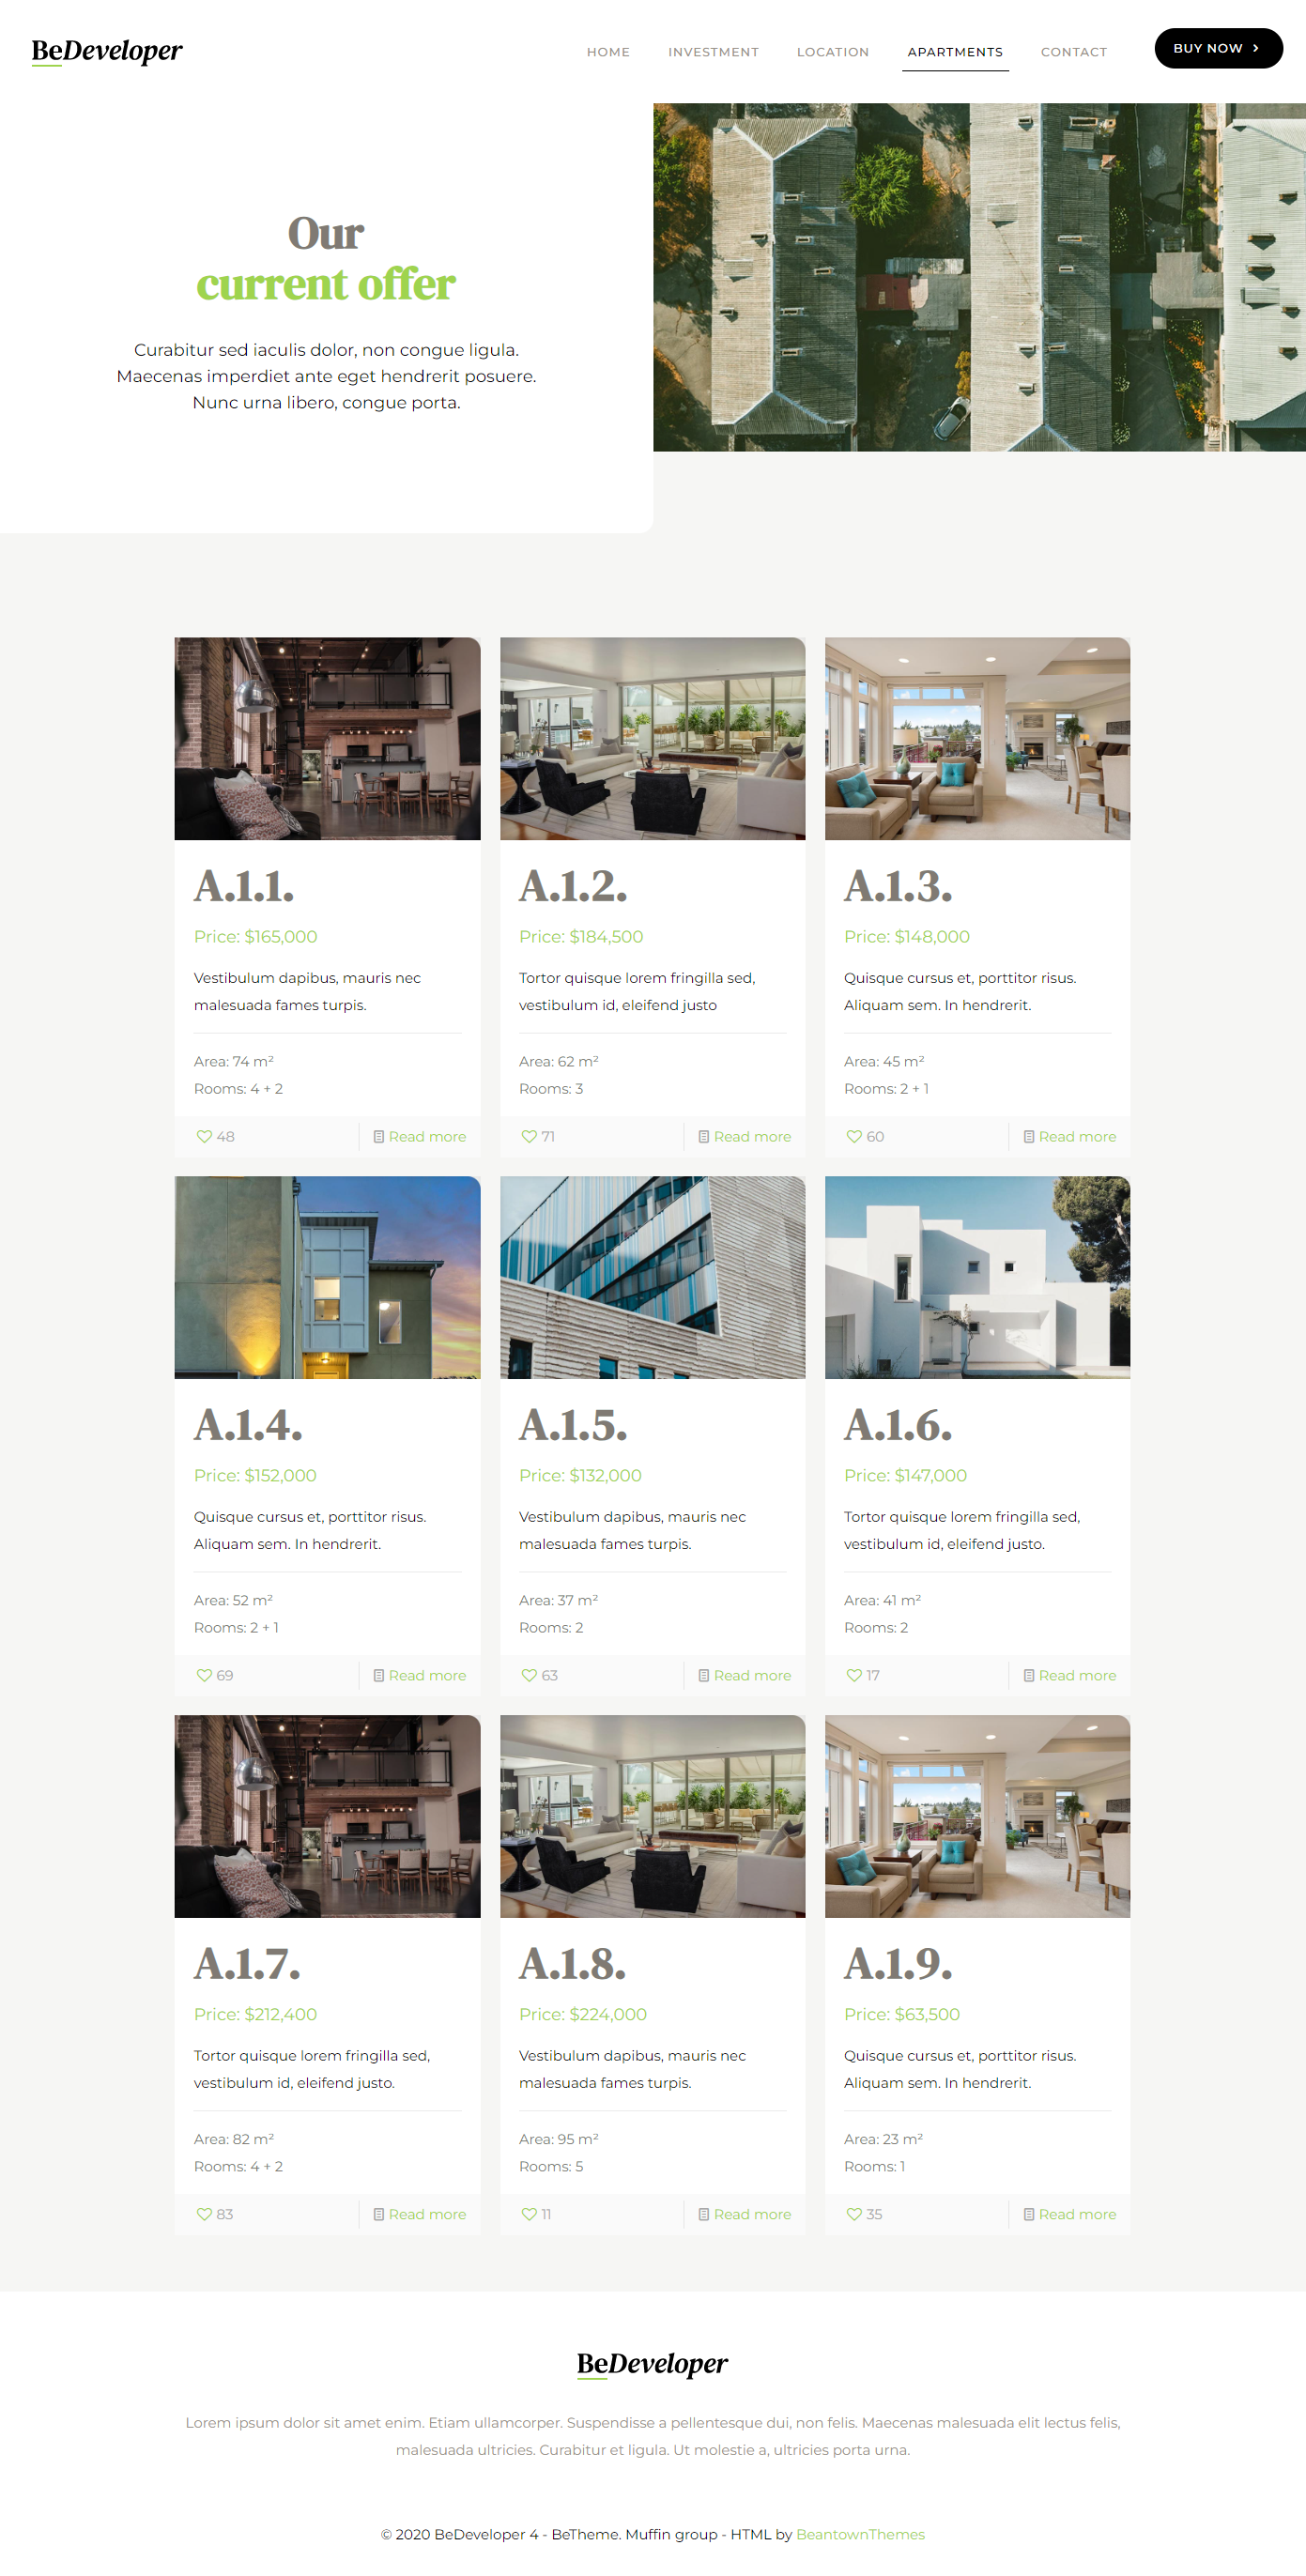 BeDeveloper
HOME
INVESTMENT
LOCATION
APARTMENTS
CONTACT
BUY NOW
Our
current offer
Curabitur sed iaculis dolor, non congue ligula.
Maecenas imperdiet ante eget hendrerit posuere.
Nunc urna libero, congue porta.
A.1.1.
Price: $165,000
Vestibulum dapibus, mauris nec
malesuada fames turpis.
Area: 74 m²
Rooms: 4 + 2
48
Read more
A.1.2.
Price: $184,500
Tortor quisque lorem fringilla sed,
vestibulum id, eleifend justo
Area: 62 m²
Rooms: 3
71
Read more
A.1.3.
Price: $148,000
Quisque cursus et, porttitor risus.
Aliquam sem. In hendrerit.
Area: 45 m²
Rooms: 2 + 1
60
Read more
A.1.4.
Price: $152,000
Quisque cursus et, porttitor risus.
Aliquam sem. In hendrerit.
Area: 52 m²
Rooms: 2 + 1
69
Read more
A.1.5.
Price: $132,000
Vestibulum dapibus, mauris nec
malesuada fames turpis.
Area: 37 m²
Rooms: 2
63
Read more
A.1.6.
Price: $147,000
Tortor quisque lorem fringilla sed,
vestibulum id, eleifend justo.
Area: 41 m²
Rooms: 2
17
Read more
A.1.7.
Price: $212,400
Tortor quisque lorem fringilla sed,
vestibulum id, eleifend justo.
Area: 82 m²
Rooms: 4 + 2
83
Read more
A.1.8.
Price: $224,000
Vestibulum dapibus, mauris nec
malesuada fames turpis.
Area: 95 m²
Rooms: 5
11
Read more
A.1.9.
Price: $63,500
Quisque cursus et, porttitor risus.
Aliquam sem. In hendrerit.
Area: 23 m²
Rooms: 1
35
Read more
BeDeveloper
Lorem ipsum dolor sit amet enim. Etiam ullamcorper. Suspendisse a pellentesque dui, non felis. Maecenas malesuada elit lectus felis,
malesuada ultricies. Curabitur et ligula. Ut molestie a, ultricies porta urna.
© 2020 BeDeveloper 4 - BeTheme. Muffin group - HTML by BeantownThemes